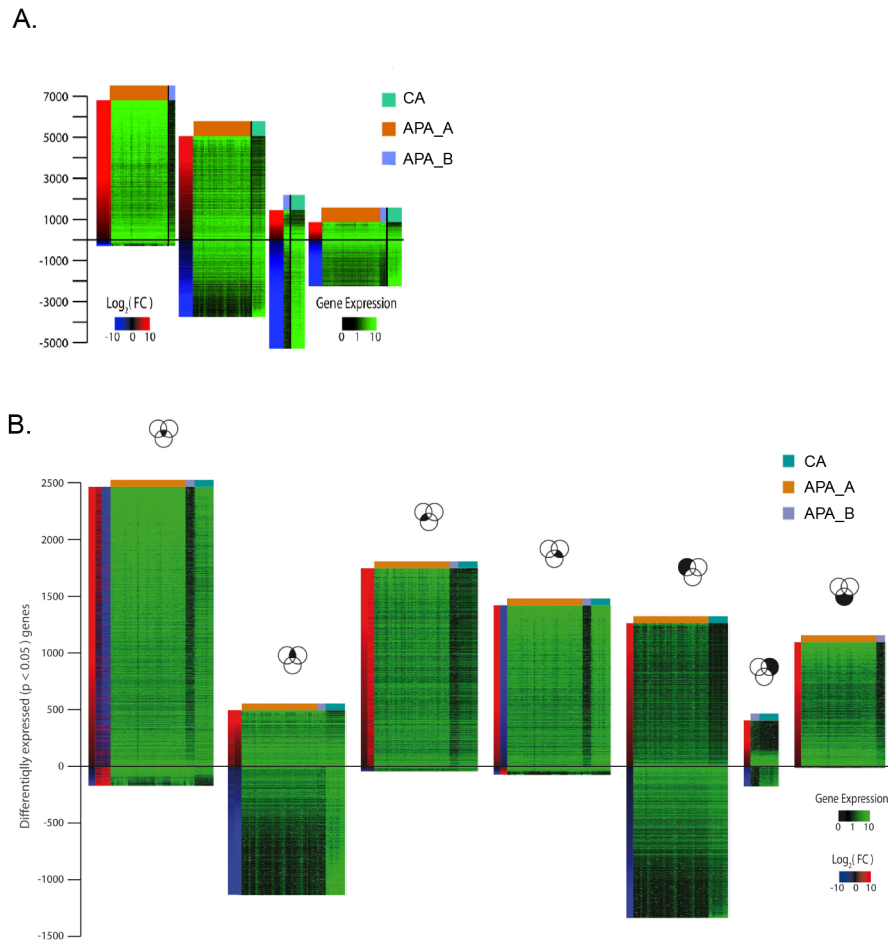 A.
CA
APA_A
APA_B
7000
5000
3000
1000
0
-1000
-3000
-5000
Log2( FC )
-10 0 10
Gene Expression
0 1 10
B.
CA
APA_A
APA_B
Differentiqlly expressed (p < 0.05 ) genes
2500
2000
1500
1000
500
0
-500
-1000
-1500
Gene Expression
0 1 10
Log2( FC )
-10 0 10